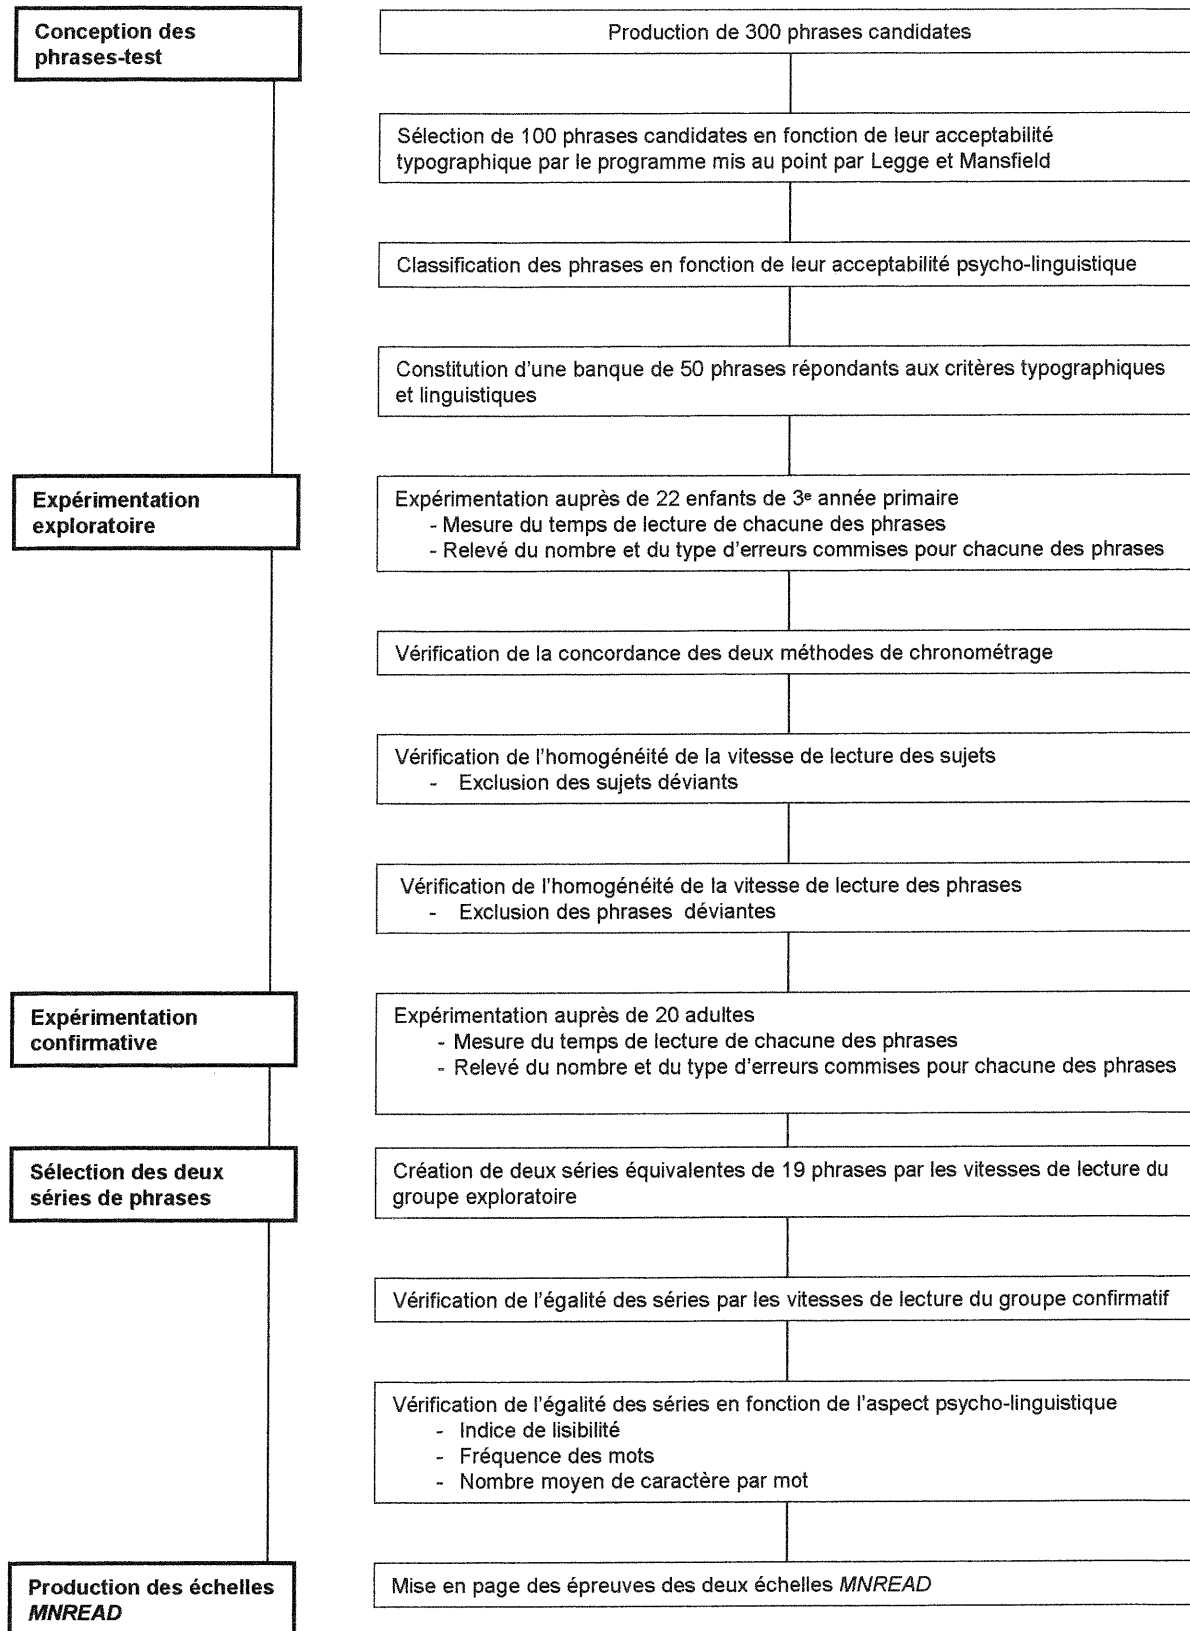 Conception des
phrases-test
Production de 300 phrases candidates
Sélection de 100 phrases candidates en fonction de leur acceptabilité
typographique par le programme mis au point par Legge et Mansfield
Classification des phrases en fonction de leur acceptabilité psycho-linguistique
Constitution d'une banque de 50 phrases répondants aux critères typographiques
et linguistiques
Expérimentation
exploratoire
Expérimentation auprès de 22 enfants de 3e année primaire
- Mesure du temps de lecture de chacune des phrases
- Relevé du nombre et du type d'erreurs commises pour chacune des phrases
Vérification de la concordance des deux méthodes de chronométrage
Vérification de l'homogénéité de la vitesse de lecture des sujets
- Exclusion des sujets déviants
Vérification de l'homogénéité de la vitesse de lecture des phrases
- Exclusion des phrases déviantes
Expérimentation
confirmative
Expérimentation auprès de 20 adultes
- Mesure du temps de lecture de chacune des phrases
- Relevé du nombre et du type d'erreurs commises pour chacune des phrases
Sélection des deux
séries de phrases
Création de deux séries équivalentes de 19 phrases par les vitesses de lecture du
groupe exploratoire
Vérification de l'égalité des séries par les vitesses de lecture du groupe confirmatif
Vérification de l'égalité des séries en fonction de l'aspect psycho-linguistique
- Indice de lisibilité
- Fréquence des mots
- Nombre moyen de caractère par mot
Production des échelles
MNREAD
Mise en page des épreuves des deux échelles MNREAD